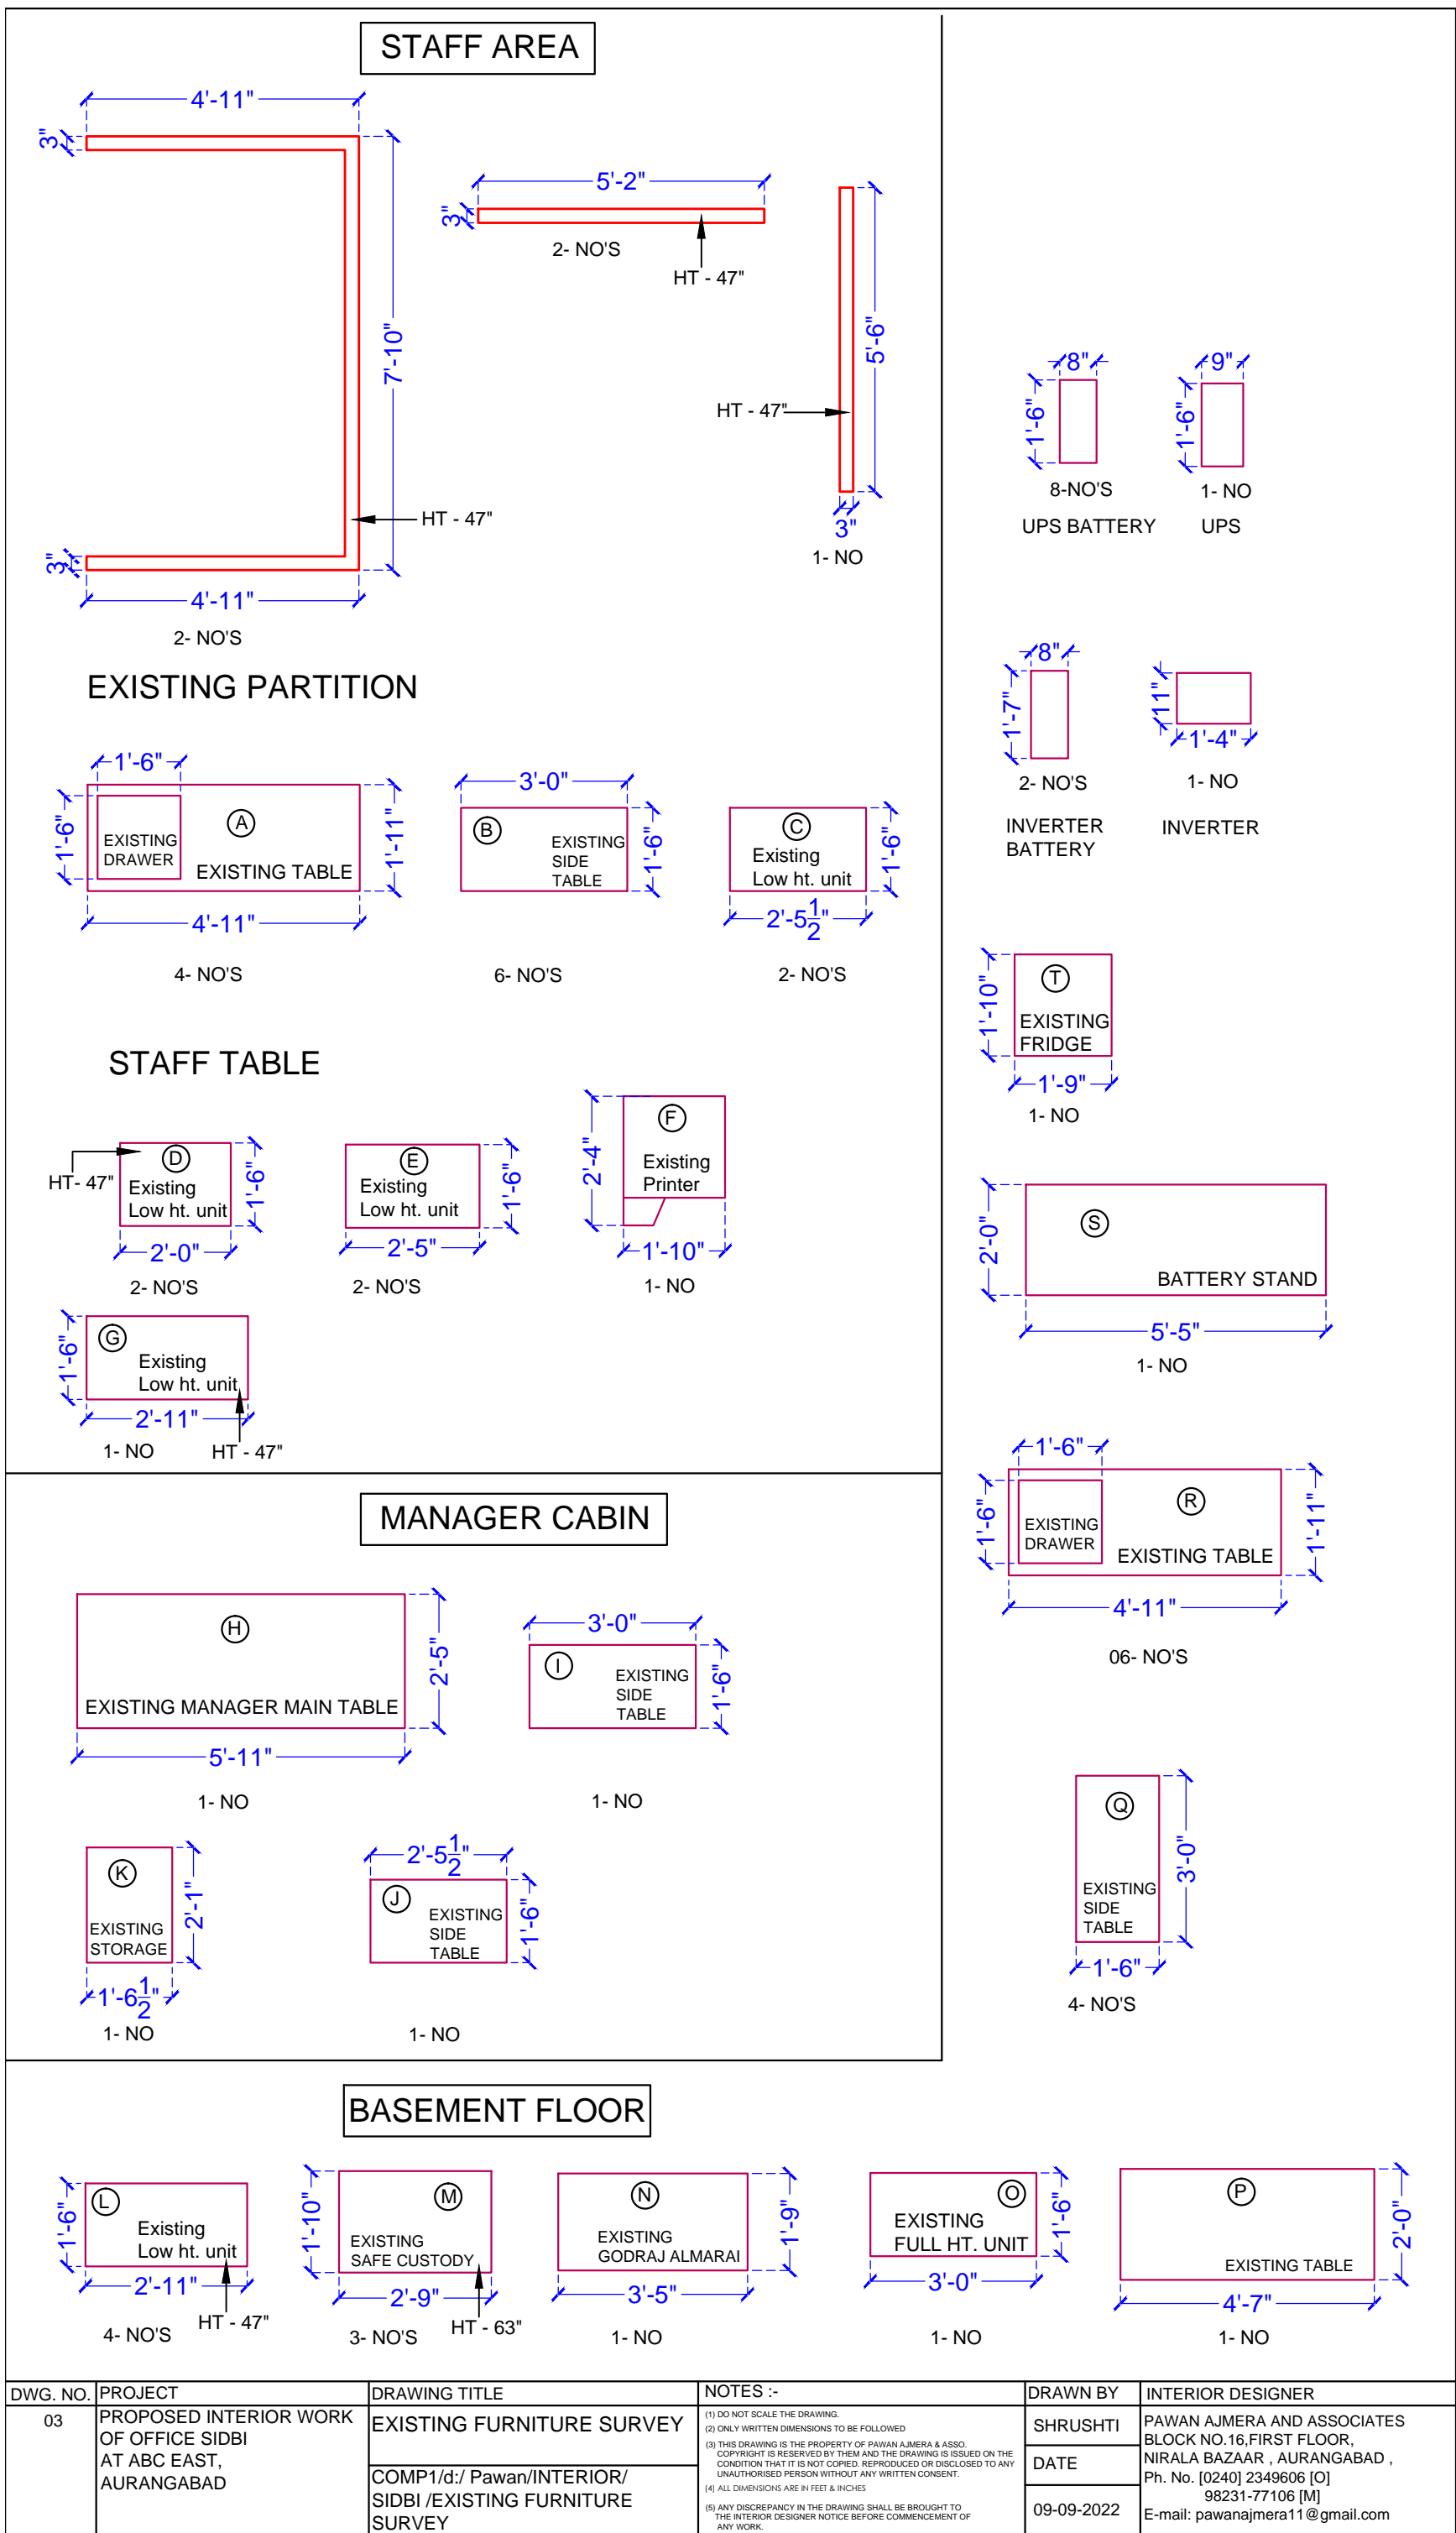 STAFF AREA
4'-11"
3"
7'-10"
HT - 47"
3"
4'-11"
2- NO'S
5'-2"
3"
2- NO'S
HT - 47"
5'-6"
HT - 47"
3"
1- NO
EXISTING PARTITION
1'-6"
1'-6"
EXISTING
DRAWER
A
EXISTING TABLE
1'-11"
4'-11"
4- NO'S
3'-0"
B
EXISTING
SIDE
TABLE
1'-6"
6- NO'S
C
Existing
Low ht. unit
1'-6"
2'-5 1/2"
2- NO'S
STAFF TABLE
HT- 47"
D
Existing
Low ht. unit
1'-6"
2'-0"
2- NO'S
E
Existing
Low ht. unit
1'-6"
2'-5"
2- NO'S
2'-4"
F
Existing
Printer
1'-10"
1- NO
1'-6"
G
Existing
Low ht. unit
2'-11"
1- NO
HT - 47"
8"
1'-6"
8-NO'S
UPS BATTERY
9"
1'-6"
1- NO
UPS
8"
1'-7"
2- NO'S
INVERTER
BATTERY
11"
1'-4"
1- NO
INVERTER
1'-10"
T
EXISTING
FRIDGE
1'-9"
1- NO
2'-0"
S
BATTERY STAND
5'-5"
1- NO
1'-6"
1'-6"
EXISTING
DRAWER
R
EXISTING TABLE
1'-11"
4'-11"
06- NO'S
Q
EXISTING
SIDE
TABLE
3'-0"
1'-6"
4- NO'S
MANAGER CABIN
H
EXISTING MANAGER MAIN TABLE
2'-5"
5'-11"
1- NO
3'-0"
I
EXISTING
SIDE
TABLE
1'-6"
1- NO
K
EXISTING
STORAGE
2'-1"
1'-6 1/2"
1- NO
2'-5 1/2"
J
EXISTING
SIDE
TABLE
1'-6"
1- NO
BASEMENT FLOOR
1'-6"
L
Existing
Low ht. unit
2'-11"
4- NO'S
HT - 47"
1'-10"
M
EXISTING
SAFE CUSTODY
2'-9"
3- NO'S
HT - 63"
N
EXISTING
GODRAJ ALMARAI
1'-9"
3'-5"
1- NO
O
EXISTING
FULL HT. UNIT
1'-6"
3'-0"
1- NO
P
EXISTING TABLE
2'-0"
4'-7"
1- NO
DWG. NO.
03
PROJECT
PROPOSED INTERIOR WORK
OF OFFICE SIDBI
AT ABC EAST,
AURANGABAD
DRAWING TITLE
EXISTING FURNITURE SURVEY
COMP1/d:/ Pawan/INTERIOR/
SIDBI /EXISTING FURNITURE
SURVEY
NOTES :-
(1) DO NOT SCALE THE DRAWING.
(2) ONLY WRITTEN DIMENSIONS TO BE FOLLOWED
(3) THIS DRAWING IS THE PROPERTY OF PAWAN AJMERA & ASSO.
COPYRIGHT IS RESERVED BY THEM AND THE DRAWING IS ISSUED ON THE
CONDITION THAT IT IS NOT COPIED. REPRODUCED OR DISCLOSED TO ANY
UNAUTHORISED PERSON WITHOUT ANY WRITTEN CONSENT.
(4) ALL DIMENSIONS ARE IN FEET & INCHES
(5) ANY DISCREPANCY IN THE DRAWING SHALL BE BROUGHT TO
THE INTERIOR DESIGNER NOTICE BEFORE COMMENCEMENT OF
ANY WORK.
DRAWN BY
SHRUSHTI
DATE
09-09-2022
INTERIOR DESIGNER
PAWAN AJMERA AND ASSOCIATES
BLOCK NO.16,FIRST FLOOR,
NIRALA BAZAAR , AURANGABAD ,
Ph. No. [0240] 2349606 [O]
98231-77106 [M]
E-mail: pawanajmera11@gmail.com